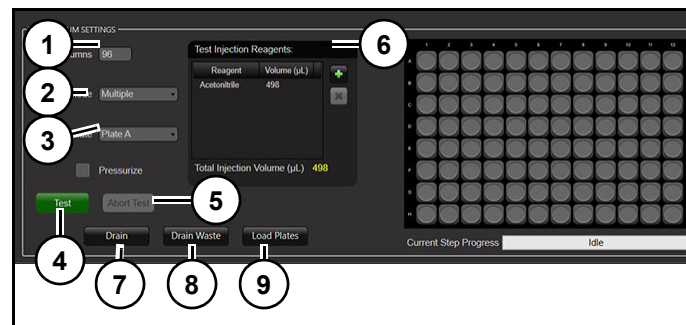 UM SETTINGS
1
umns 96
2
Multiple
3
Plate A
Pressurize
Test
Abort Test
4
5
Drain
Drain Waste
Load Plates
7
8
9
Test Injection Reagents:
6
Reagent Volume (µL)
Acetonitrile 498
Total Injection Volume (µL) 498
1 2 3 4 5 6 7 8 9 10 11 12
A
B
C
D
E
F
G
H
Current Step Progress Idle